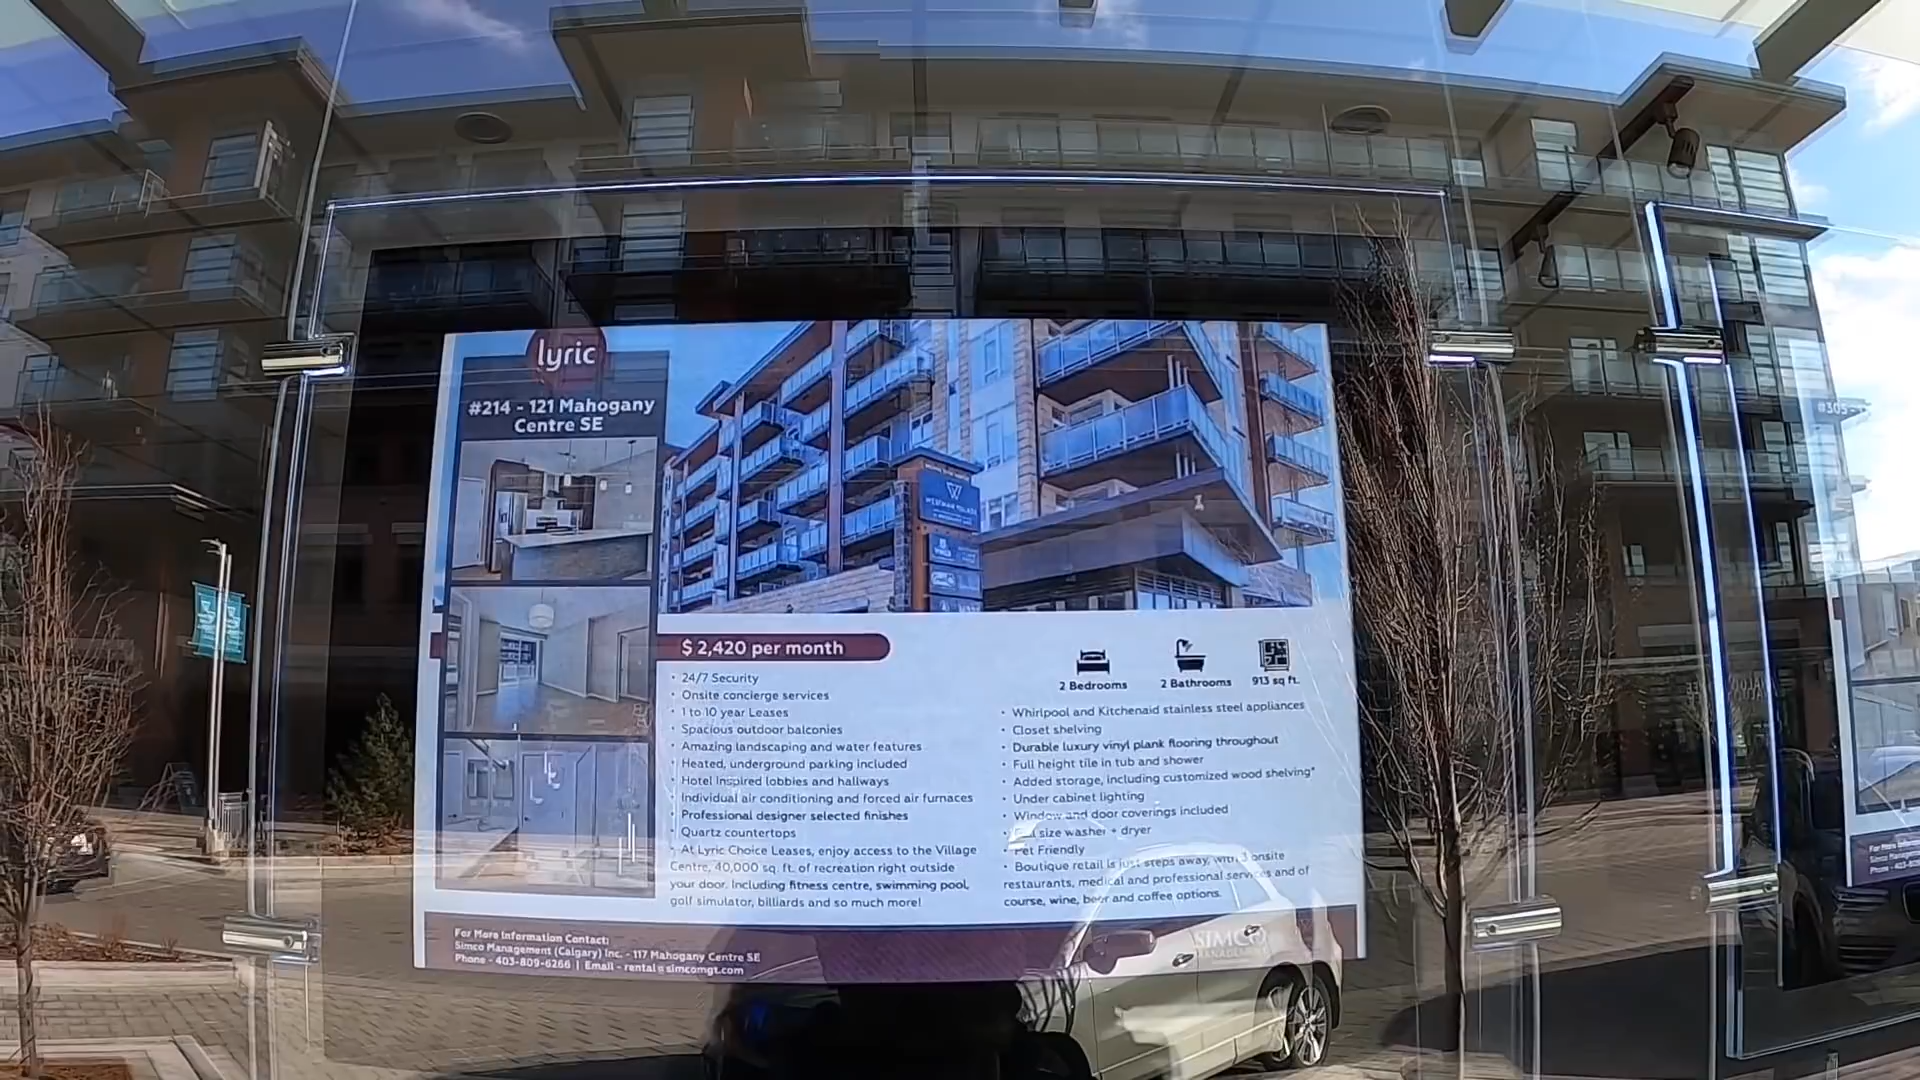 lyric
#214 - 121 Mahogany
Centre SE
$ 2,420 per month
2 Bedrooms
2 Bathrooms
913 sq ft.
• 24/7 Security
• Onsite concierge services
• 1 to 10 year Leases
• Spacious outdoor balconies
• Amazing landscaping and water features
• Heated, underground parking included
• Hotel Inspired lobbies and hallways
• Individual air conditioning and forced air furnaces
• Professional designer selected finishes
• Quartz countertops
• At Lyric Choice Leases, enjoy access to the Village
Centre, 40,000 sq. ft. of recreation right outside
your door. Including fitness centre, swimming pool,
golf simulator, billiards and so much more!
• Whirlpool and Kitchenaid stainless steel appliances
• Closet shelving
• Durable luxury vinyl plank flooring throughout
• Full height tile in tub and shower
• Added storage, including customized wood shelving*
• Under cabinet lighting
• Window and door coverings included
• size washer + dryer
• Pet Friendly
• Boutique retail is just steps away, with onsite
restaurants, medical and professional services and of
course, wine, beer and coffee options.
For More Information Contact:
Simco Management (Calgary) Inc. - 117 Mahogany Centre SE
Phone - 403-809-6266 | Email - rental@simcomgt.com
SIMCO
MANAGEMENT
#305
For More
Simco
Phone - 403-